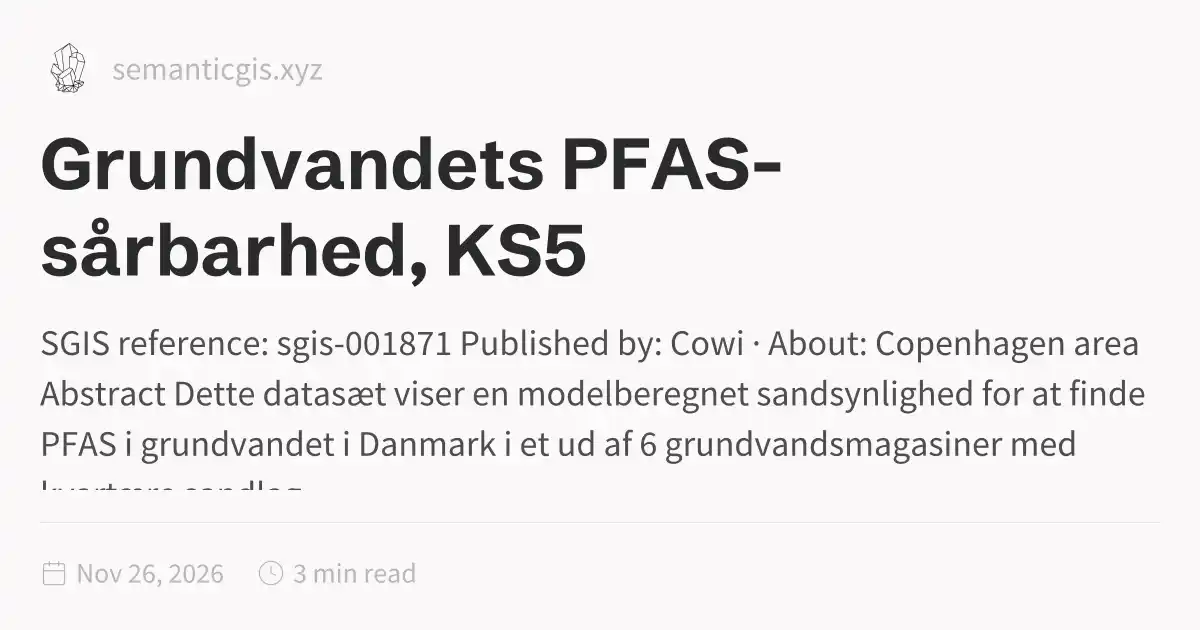 semanticgis.xyz
Grundvandets PFAS-
sårbarhed, KS5
SGIS reference: sgis-001871 Published by: Cowi · About: Copenhagen area
Abstract Dette datasæt viser en modelberegnet sandsynlighed for at finde
PFAS i grundvandet i Danmark i et ud af 6 grundvandsmagasiner med
Nov 26, 2026 3 min read